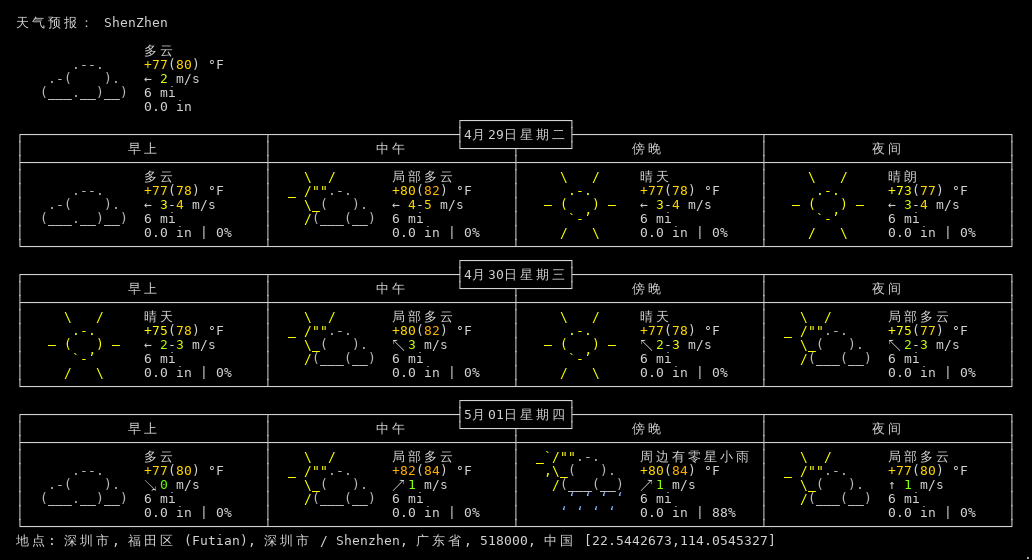 天气预报： ShenZhen
多云
+77(80) °F
← 2 m/s
6 mi
0.0 in
4月29日星期二
早上 中午 傍晚 夜间
多云 局部多云 晴天 晴朗
+77(78) °F +80(82) °F +77(78) °F +73(77) °F
← 3-4 m/s ← 4-5 m/s ← 3-4 m/s ← 3-4 m/s
6 mi 6 mi 6 mi 6 mi
0.0 in | 0% 0.0 in | 0% 0.0 in | 0% 0.0 in | 0%
4月30日星期三
早上 中午 傍晚 夜间
晴天 局部多云 晴天 局部多云
+75(78) °F +80(82) °F +77(78) °F +75(77) °F
← 2-3 m/s ↖ 3 m/s ↖ 2-3 m/s ↖ 2-3 m/s
6 mi 6 mi 6 mi 6 mi
0.0 in | 0% 0.0 in | 0% 0.0 in | 0% 0.0 in | 0%
5月01日星期四
早上 中午 傍晚 夜间
多云 局部多云 周边有零星小雨 局部多云
+77(80) °F +82(84) °F +80(84) °F +77(80) °F
↘ 0 m/s ↗ 1 m/s ↗ 1 m/s ↑ 1 m/s
6 mi 6 mi 6 mi 6 mi
0.0 in | 0% 0.0 in | 0% 0.0 in | 88% 0.0 in | 0%
地点: 深圳市, 福田区 (Futian), 深圳市 / Shenzhen, 广东省, 518000, 中国 [22.5442673,114.0545327]